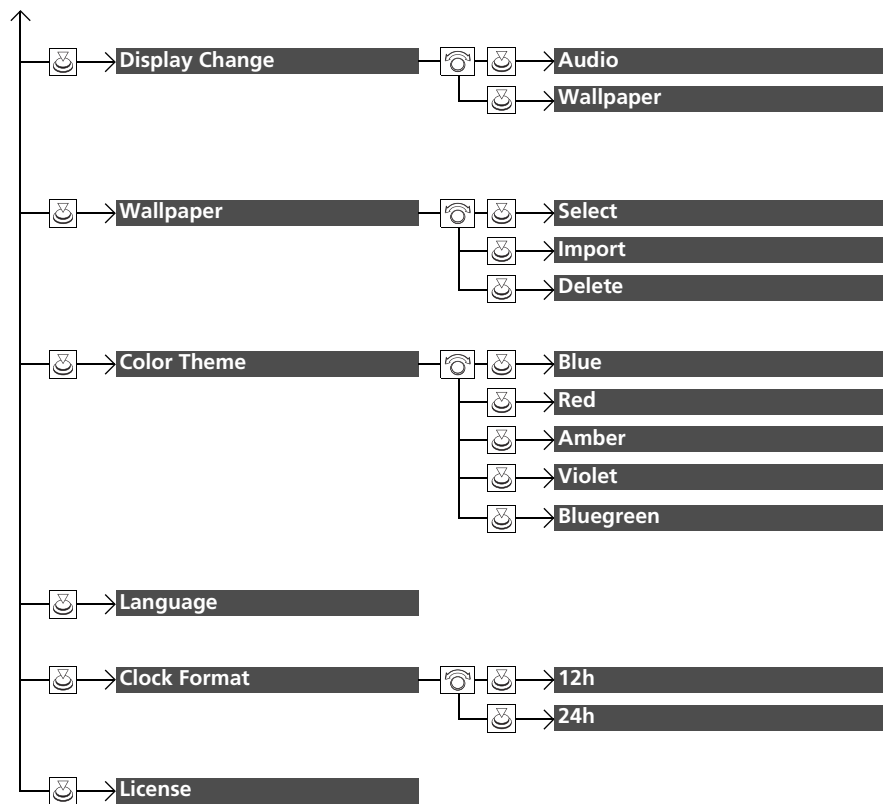 Display Change
Audio
Wallpaper
Wallpaper
Select
Import
Delete
Color Theme
Blue
Red
Amber
Violet
Bluegreen
Language
Clock Format
12h
24h
License